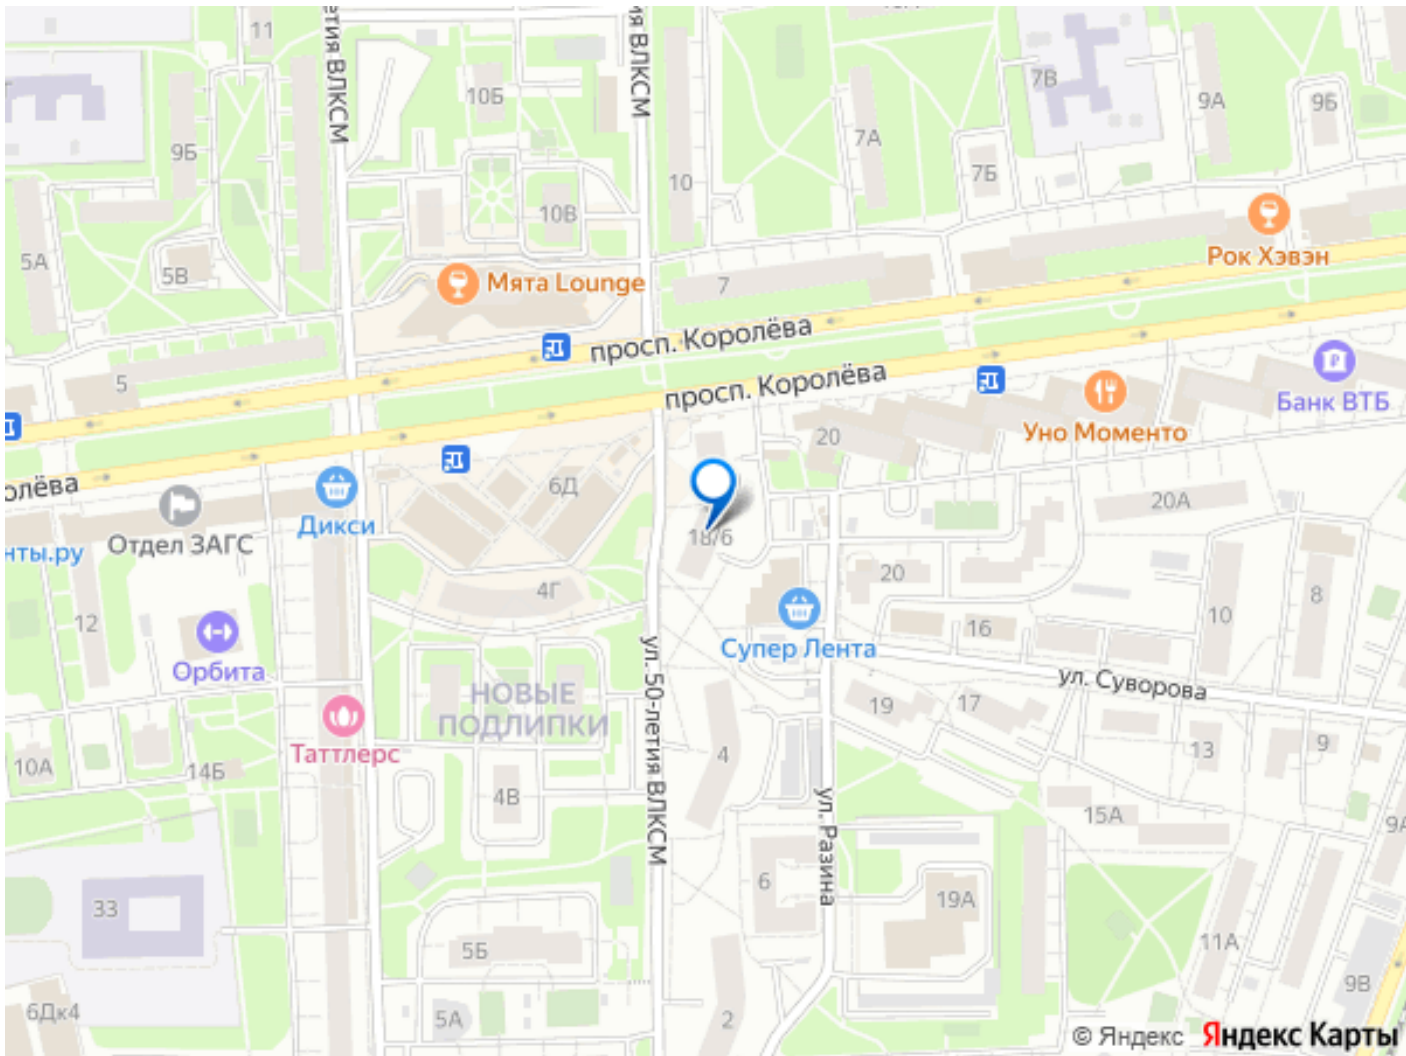 11
етия ВЛКСМ
ия ВЛКСМ
10Б
7В
9А
9Б
7А
9Б
7Б
10
10В
5А
5В
Рок Хэвэн
Мята Lounge
7
просп. Королёва
5
просп. Королёва
Банк ВТБ
20
Уно Моменто
олёва
6Д
20А
Дикси
нты.ру
Отдел ЗАГС
18/6
20
4Г
8
12
10
16
Орбита
Супер Лента
ул. 50-летия ВЛКСМ
ул. Суворова
НОВЫЕ
ПОДЛИПКИ
19
17
Таттлерс
4
13
9
10А
14Б
4В
ул. Разина
15А
9А
6
33
19А
5Б
11А
9В
6Дк4
5А
2
© Яндекс Яндекс Карты